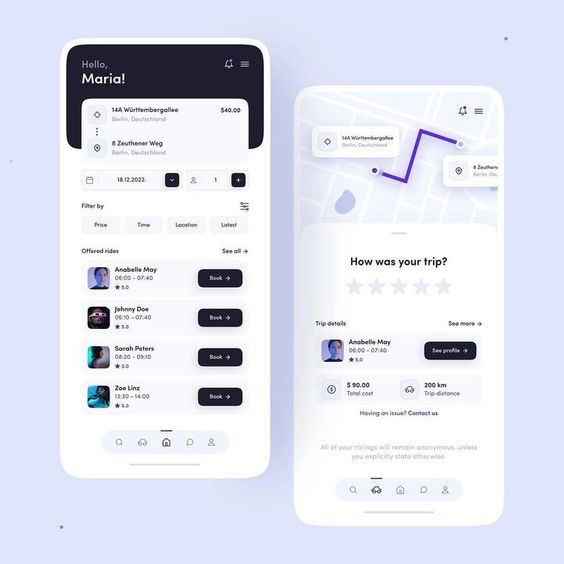 Hello,
Maria!
14A Württembergallee
$40.00
Berlin, Deutschland
8 Zeuthener Weg
Berlin, Deutschland
18.12.2022.
1
Filter by
Price
Time
Location
Latest
Offered rides
See all →
Anabelle May
06:00 - 07:40
5.0
Book →
Johnny Doe
06:10 - 07:40
5.0
Book →
Sarah Peters
08:20 - 09:10
5.0
Book →
Zoe Linz
13:30 - 14:00
5.0
Book →
14A Württembergallee
Berlin, Deutschland
8 Zeuthene
Berlin, Deu
How was your trip?
Trip details
See more →
Anabelle May
06:00 - 07:40
5.0
See profile →
$ 90.00
Total cost
200 km
Trip distance
Having an issue? Contact us
All of your ratings will remain anonymous, unless
you explicitly state otherwise.